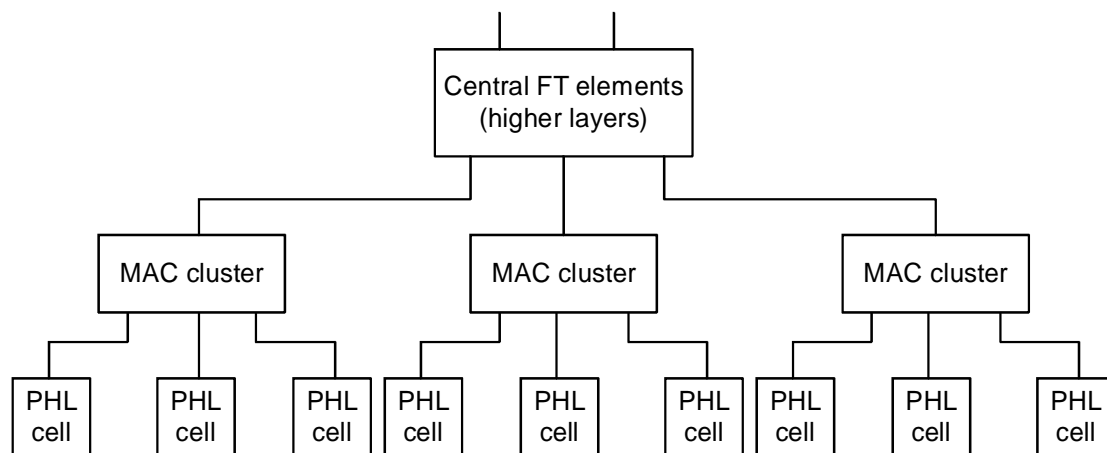 Central FT elements
(higher layers)
MAC cluster
MAC cluster
MAC cluster
PHL
cell
PHL
cell
PHL
cell
PHL
cell
PHL
cell
PHL
cell
PHL
cell
PHL
cell
PHL
cell